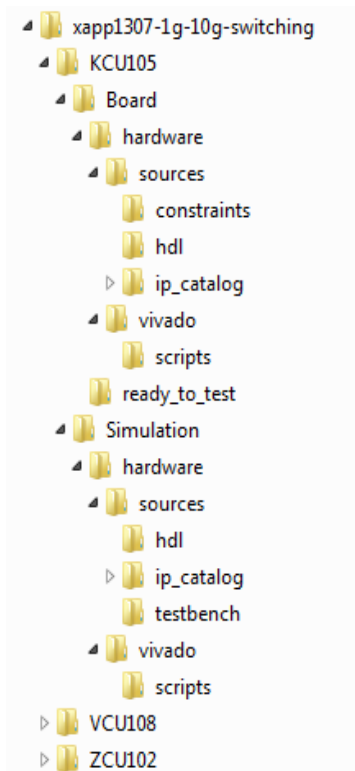 xapp1307-1g-10g-switching
KCU105
Board
hardware
sources
constraints
hdl
ip_catalog
vivado
scripts
ready_to_test
Simulation
hardware
sources
hdl
ip_catalog
testbench
vivado
scripts
VCU108
ZCU102